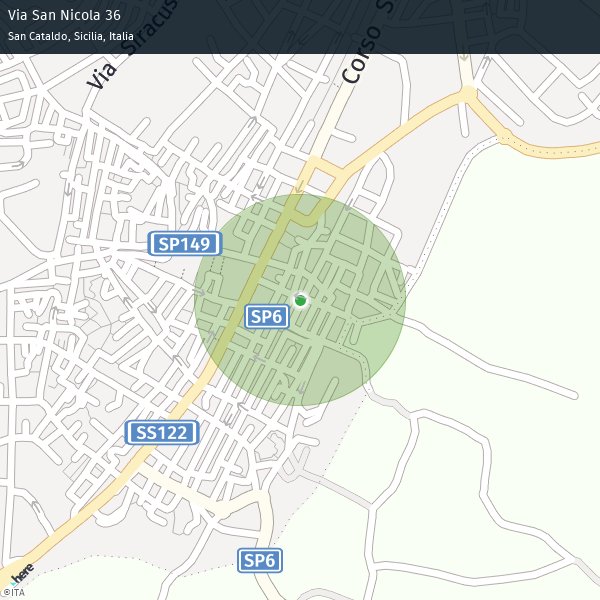 Via San Nicola 36
San Cataldo, Sicilia, Italia
Via Siracus
Corso S
SP149
SP6
SS122
SP6
here
©ITA